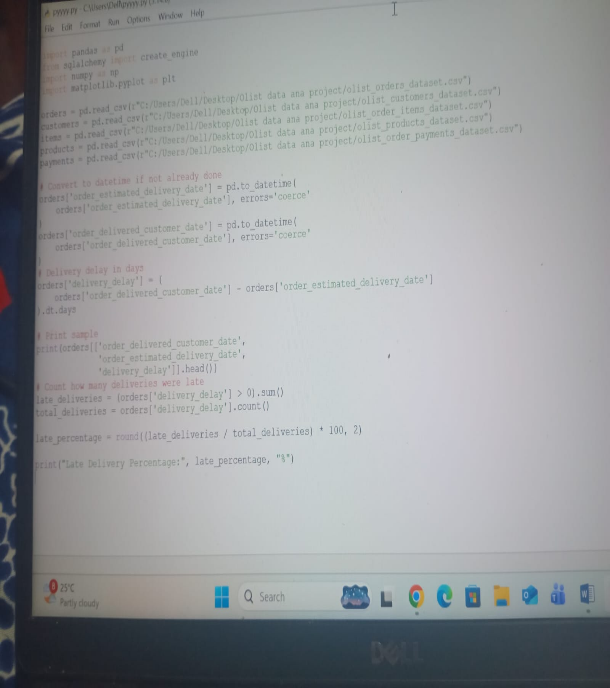 pyyyy.py - C:\Users\Dell\pyyyy.py
File Edit Format Run Options Window Help
import pandas as pd
from sqlalchemy import create_engine
import numpy as np
import matplotlib.pyplot as plt
orders = pd.read_csv(r"C:/Users/Dell/Desktop/Olist data ana project/olist_orders_dataset.csv")
customers = pd.read_csv(r"C:/Users/Dell/Desktop/Olist data ana project/olist_customers_dataset.csv")
items = pd.read_csv(r"C:/Users/Dell/Desktop/Olist data ana project/olist_order_items_dataset.csv")
products = pd.read_csv(r"C:/Users/Dell/Desktop/Olist data ana project/olist_products_dataset.csv")
payments = pd.read_csv(r"C:/Users/Dell/Desktop/Olist data ana project/olist_order_payments_dataset.csv")
# Convert to datetime if not already done
orders['order_estimated_delivery_date'] = pd.to_datetime(
orders['order_estimated_delivery_date'], errors='coerce'
)
orders['order_delivered_customer_date'] = pd.to_datetime(
orders['order_delivered_customer_date'], errors='coerce'
)
# Delivery delay in days
orders['delivery_delay'] = (
orders['order_delivered_customer_date'] - orders['order_estimated_delivery_date']
).dt.days
# Print sample
print(orders[['order_delivered_customer_date',
'order_estimated_delivery_date',
'delivery_delay']].head())
# Count how many deliveries were late
late_deliveries = (orders['delivery_delay'] > 0).sum()
total_deliveries = orders['delivery_delay'].count()
late_percentage = round((late_deliveries / total_deliveries) * 100, 2)
print("Late Delivery Percentage:", late_percentage, "%")
25°C
Partly cloudy
Search
DELL